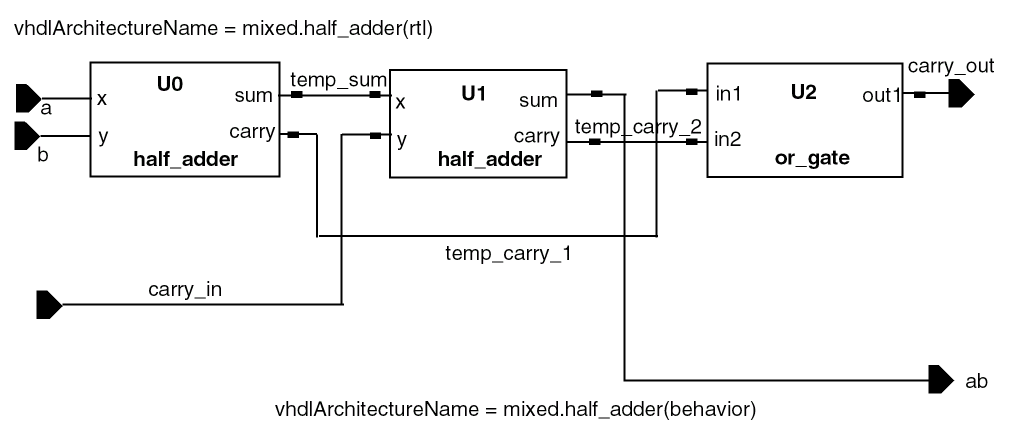 vhdlArchitectureName = mixed.half_adder(rtl)
U0
x
y
sum
carry
half_adder
a
b
temp_sum
U1
x
y
sum
carry
half_adder
temp_carry_2
U2
in1
in2
out1
or_gate
carry_out
temp_carry_1
carry_in
ab
vhdlArchitectureName = mixed.half_adder(behavior)